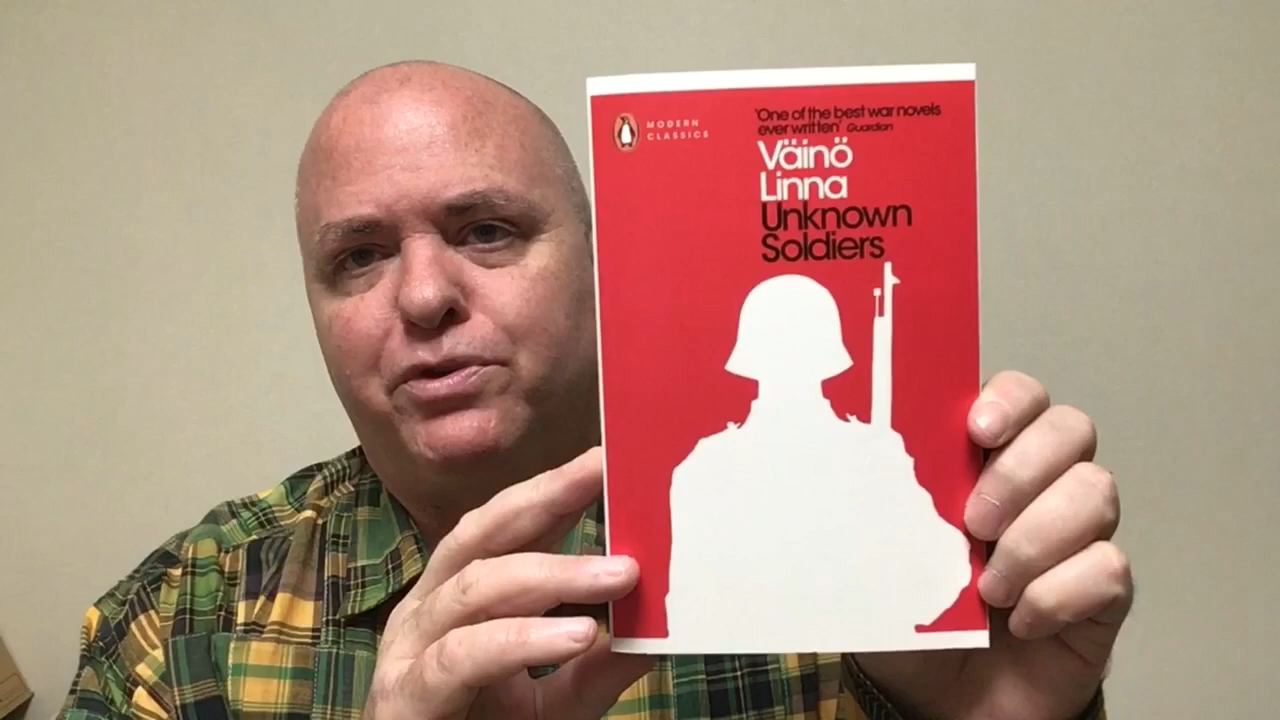 MODERN
CLASSICS
'One of the best war novels
ever written' Guardian
Väinö
Linna
Unknown
Soldiers